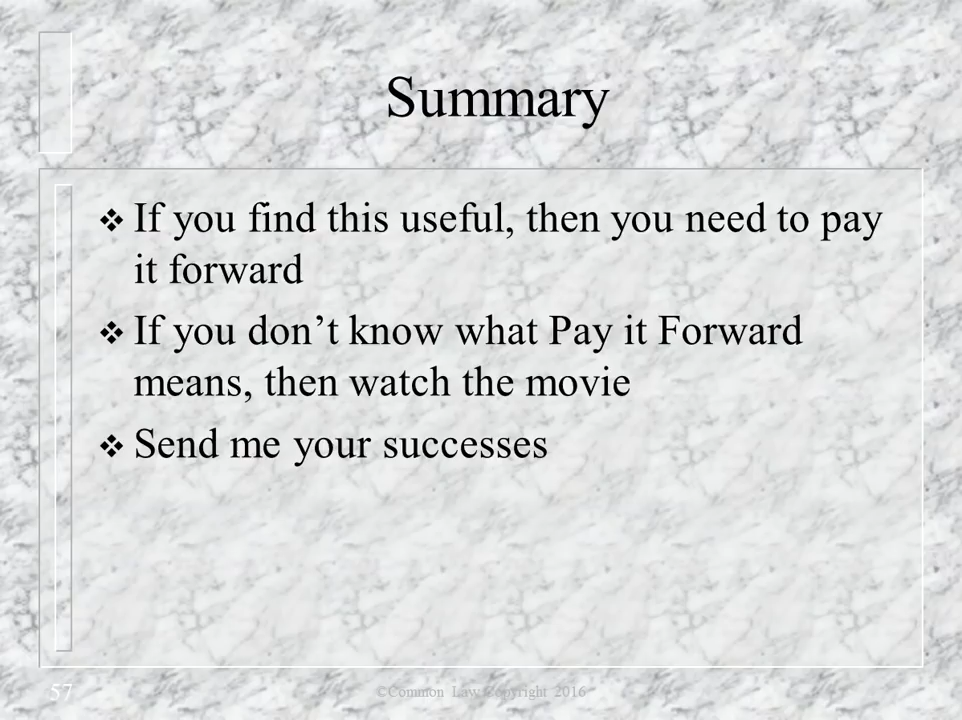 Summary
❖ If you find this useful, then you need to pay
it forward
❖ If you don’t know what Pay it Forward
means, then watch the movie
❖ Send me your successes
57
©Common Law Copyright 2016